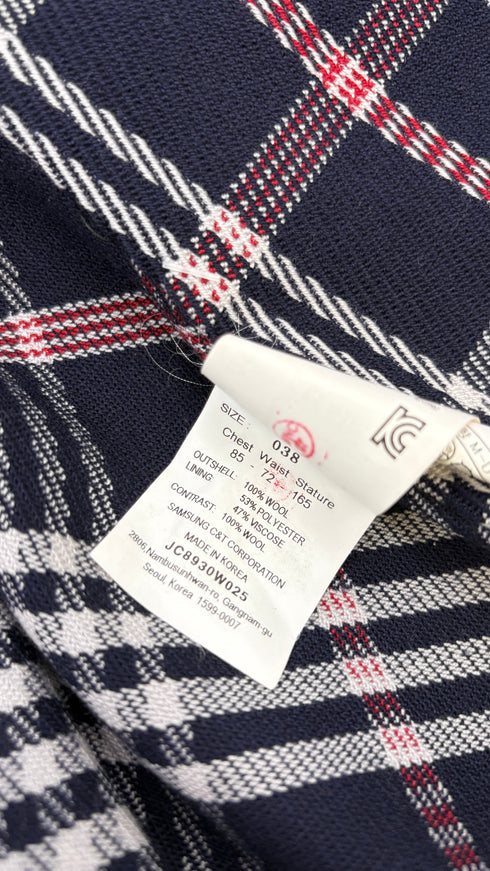 SIZE : 038
Chest Waist Stature
85 - 72 - 165
OUTSHELL: 100% WOOL
LINING: 53% POLYESTER
47% VISCOSE
CONTRAST: 100% WOOL
SAMSUNG C&T CORPORATION
MADE IN KOREA
JC8930W025
2806,Nambusunhwan-ro, Gangnam-gu
Seoul, Korea 1599-0007